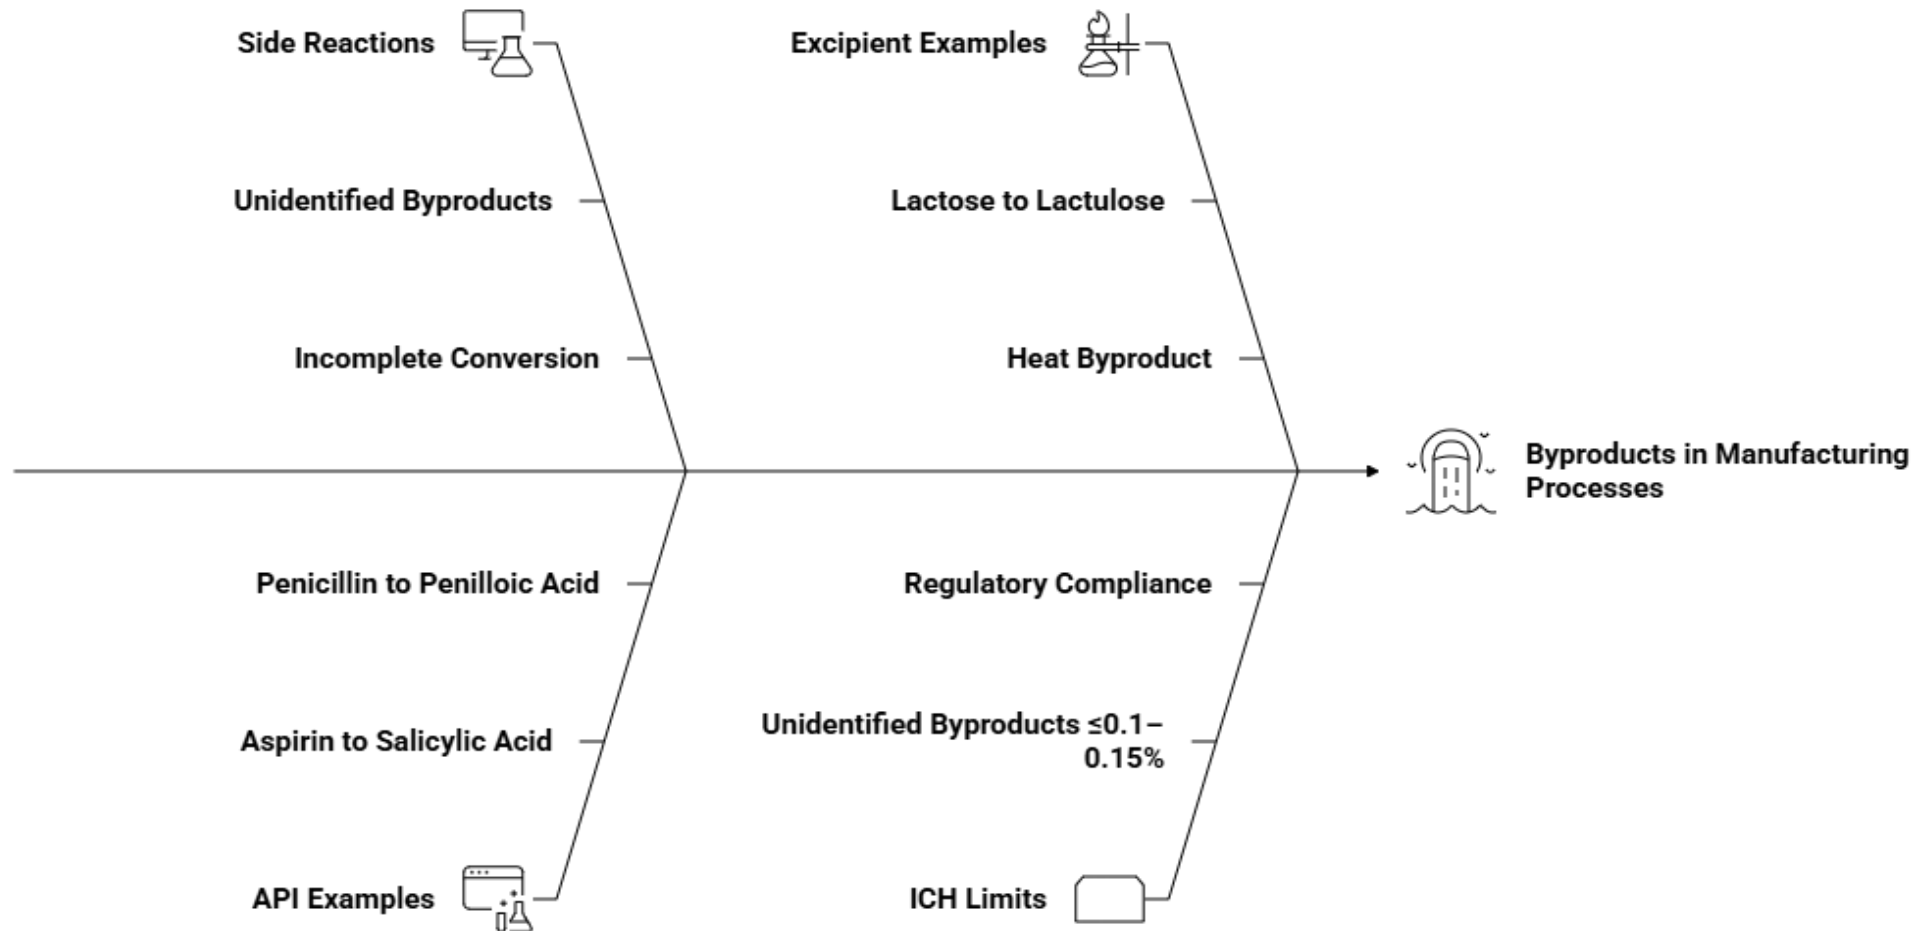 Side Reactions
Excipient Examples
Unidentified Byproducts
Lactose to Lactulose
Incomplete Conversion
Heat Byproduct
Byproducts in Manufacturing
Processes
Penicillin to Penilloic Acid
Regulatory Compliance
Aspirin to Salicylic Acid
Unidentified Byproducts ≤0.1–
0.15%
API Examples
ICH Limits